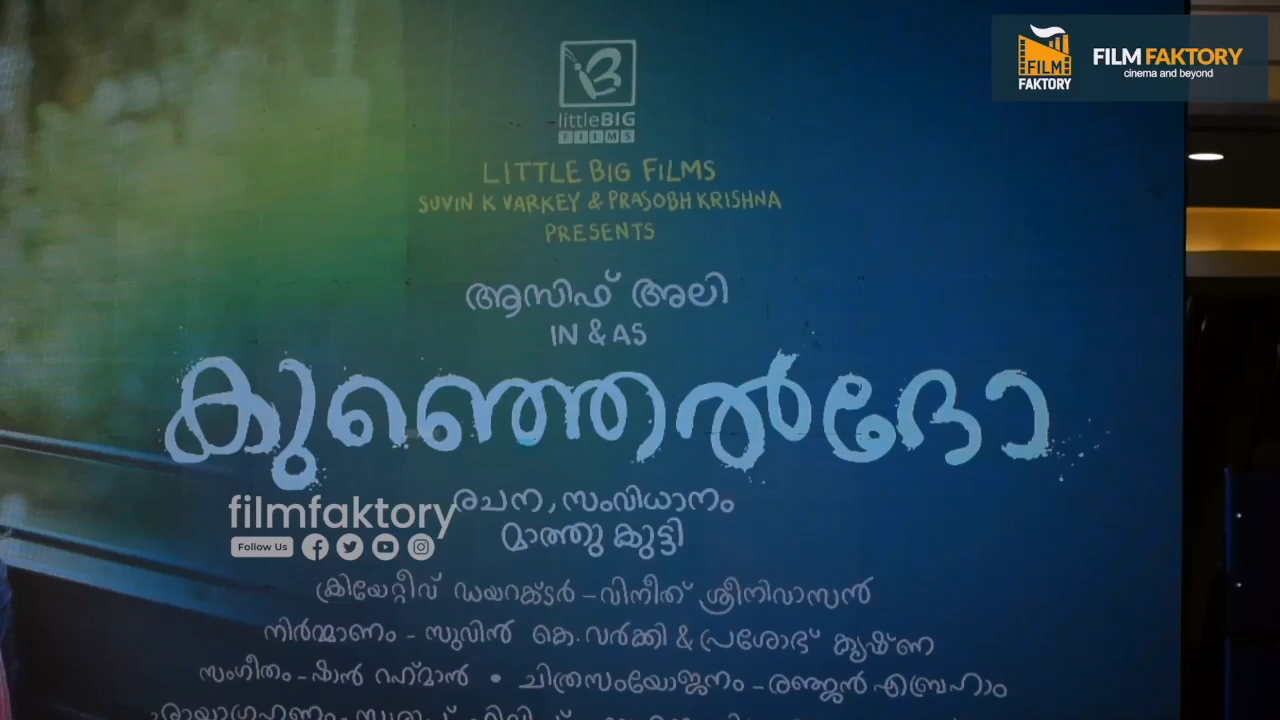 FILM
FAKTORY
FILM FAKTORY
cinema and beyond
littleBIG
FILMS
LITTLE BIG FILMS
SUVIN K VARKEY & PRASOBH KRISHNA
PRESENTS
ആസിഫ് അലി
IN & AS
കുഞ്ഞെൽദോ
filmfaktory
Follow Us
രചന, സംവിധാനം
മാത്തു കുട്ടി
ക്രിയേറ്റീവ് ഡയറക്ടർ – വിനീത് ശ്രീനിവാസൻ
നിർമ്മാണം - സുവിൻ കെ.വർക്കി & പ്രശോഭ് കൃഷ്ണ
സംഗീതം - ഷാൻ റഹ്മാൻ • ചിത്രസംയോജനം - രഞ്ജൻ എബ്രഹാം